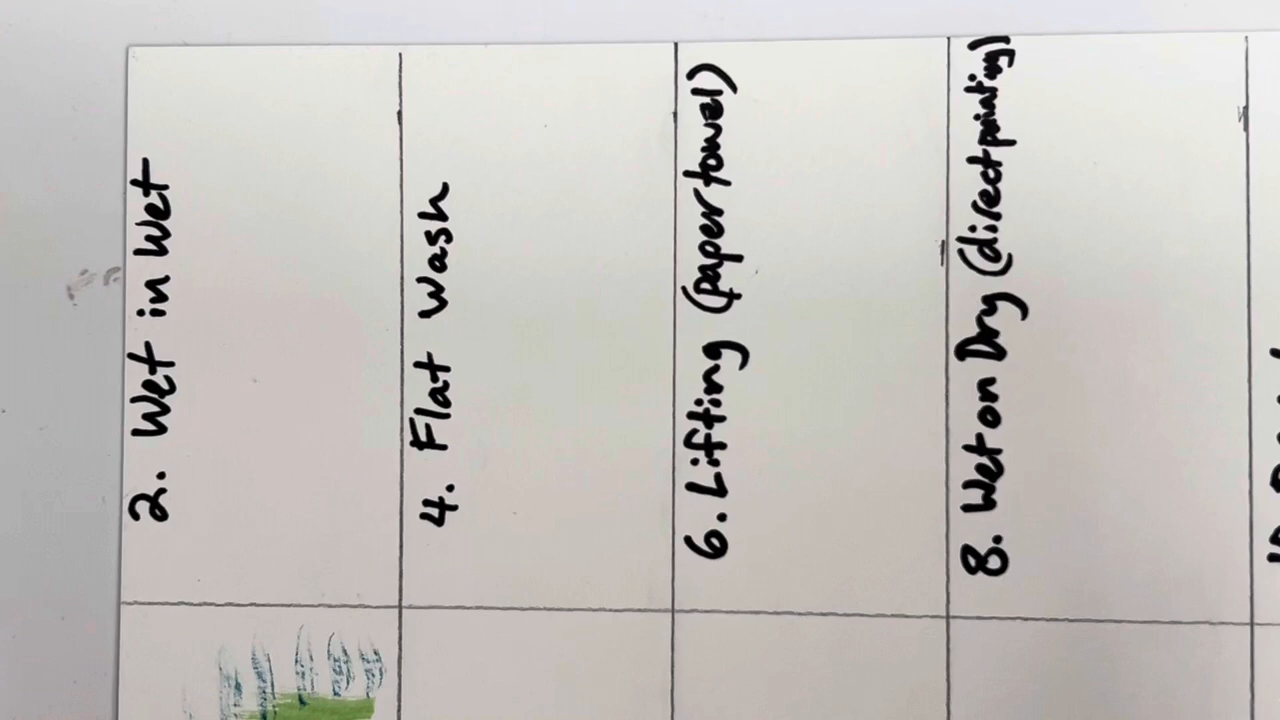 2. Wet in Wet
4. Flat Wash
6. Lifting (paper towel)
8. Wet on Dry (direct painting)